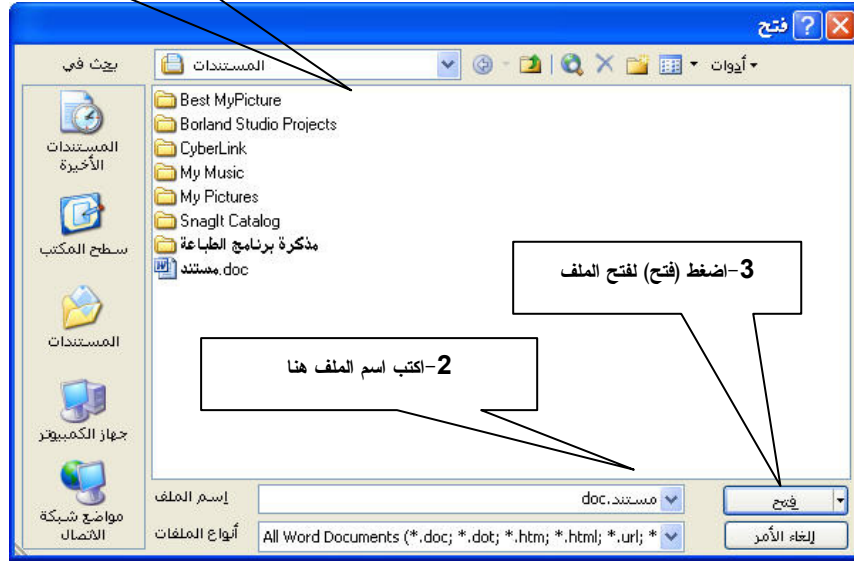 فتح
بحث في
المستندات
أدوات
المستندات
الأخيرة
سطح المكتب
المستندات
جهاز الكمبيوتر
مواضع شبكة
الاتصال
Best MyPicture
Borland Studio Projects
CyberLink
My Music
My Pictures
SnagIt Catalog
مذكرة برنامج الطباعة
مستند.doc
3-اضغط (فتح) لفتح الملف
2-اكتب اسم الملف هنا
إسم الملف
مستند.doc
فتح
أنواع الملفات
All Word Documents (*.doc; *.dot; *.htm; *.html; *.url; *
إلغاء الأمر